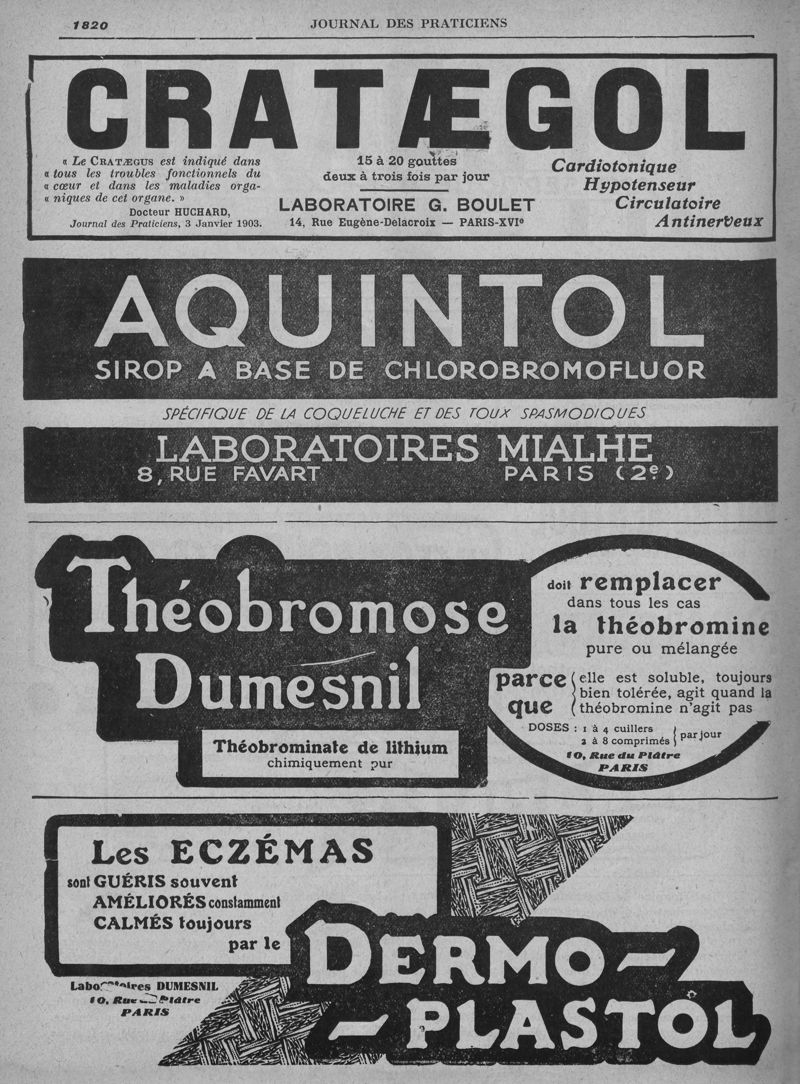 1820
JOURNAL DES PRATICIENS
CRATÆGOL
« Le CRATÆGUS est indiqué dans
« tous les troubles fonctionnels du
« cœur et dans les maladies orga-
« niques de cet organe. »
Docteur HUCHARD,
Journal des Praticiens, 3 Janvier 1903.
15 à 20 gouttes
deux à trois fois par jour
LABORATOIRE G. BOULET
14, Rue Eugène-Delacroix — PARIS-XVIe
Cardiotonique
Hypotenseur
Circulatoire
Antinerveux
AQUINTOL
SIROP A BASE DE CHLOROBROMOFLUOR
SPÉCIFIQUE DE LA COQUELUCHE ET DES TOUX SPASMODIQUES
LABORATOIRES MIALHE
8, RUE FAVART PARIS (2e)
Théobromose
Dumesnil
Théobrominate de lithium
chimiquement pur
doit remplacer
dans tous les cas
la théobromine
pure ou mélangée
parce que
elle est soluble, toujours
bien tolérée, agit quand la
théobromine n'agit pas
DOSES : 1 à 4 cuillers
2 à 8 comprimés
par jour
10, Rue du Plâtre
PARIS
Les ECZÉMAS
sont GUÉRIS souvent
AMÉLIORÉS constamment
CALMÉS toujours
par le
DERMO-
-PLASTOL
Laboratoires DUMESNIL
10, Rue du Plâtre
PARIS